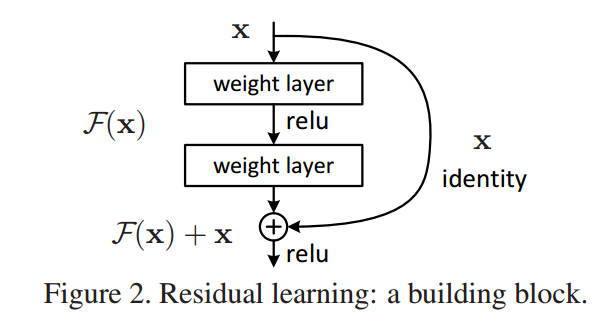 x
weight layer
F(x)
relu
x
weight layer
identity
F(x) + x
+
relu
Figure 2. Residual learning: a building block.